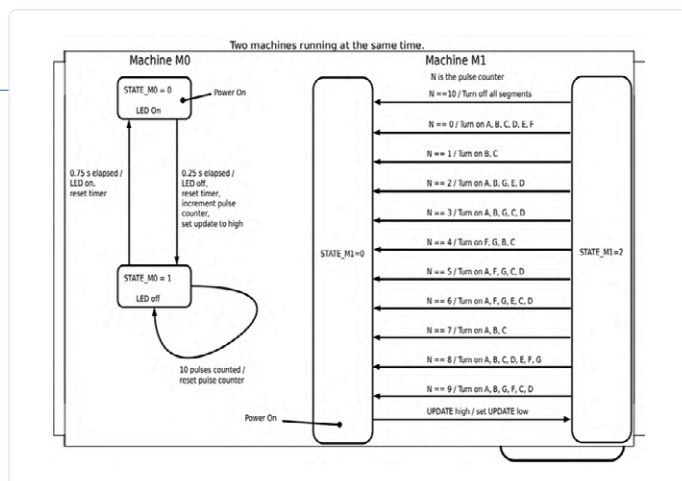 Two machines running at the same time.
Machine M0
Machine M1
N is the pulse counter
STATE_M0 = 0
LED On
Power On
0.75 s elapsed /
LED on,
reset timer
0.25 s elapsed /
LED off,
reset timer,
increment pulse
counter,
set update to high
STATE_M0 = 1
LED off
10 pulses counted /
reset pulse counter
N ==10 / Turn off all segments
N == 0 / Turn on A, B, C, D, E, F
N == 1 / Turn on B, C
N == 2 / Turn on A, B, G, E, D
N == 3 / Turn on A, B, G, C, D
N == 4 / Turn on F, G, B, C
STATE_M1=0
STATE_M1=2
N == 5 / Turn on A, F, G, C, D
N == 6 / Turn on A, F, G, E, C, D
N == 7 / Turn on A, B, C
N == 8 / Turn on A, B, C, D, E, F, G
N == 9 / Turn on A, B, G, F, C, D
UPDATE high / set UPDATE low
Power On